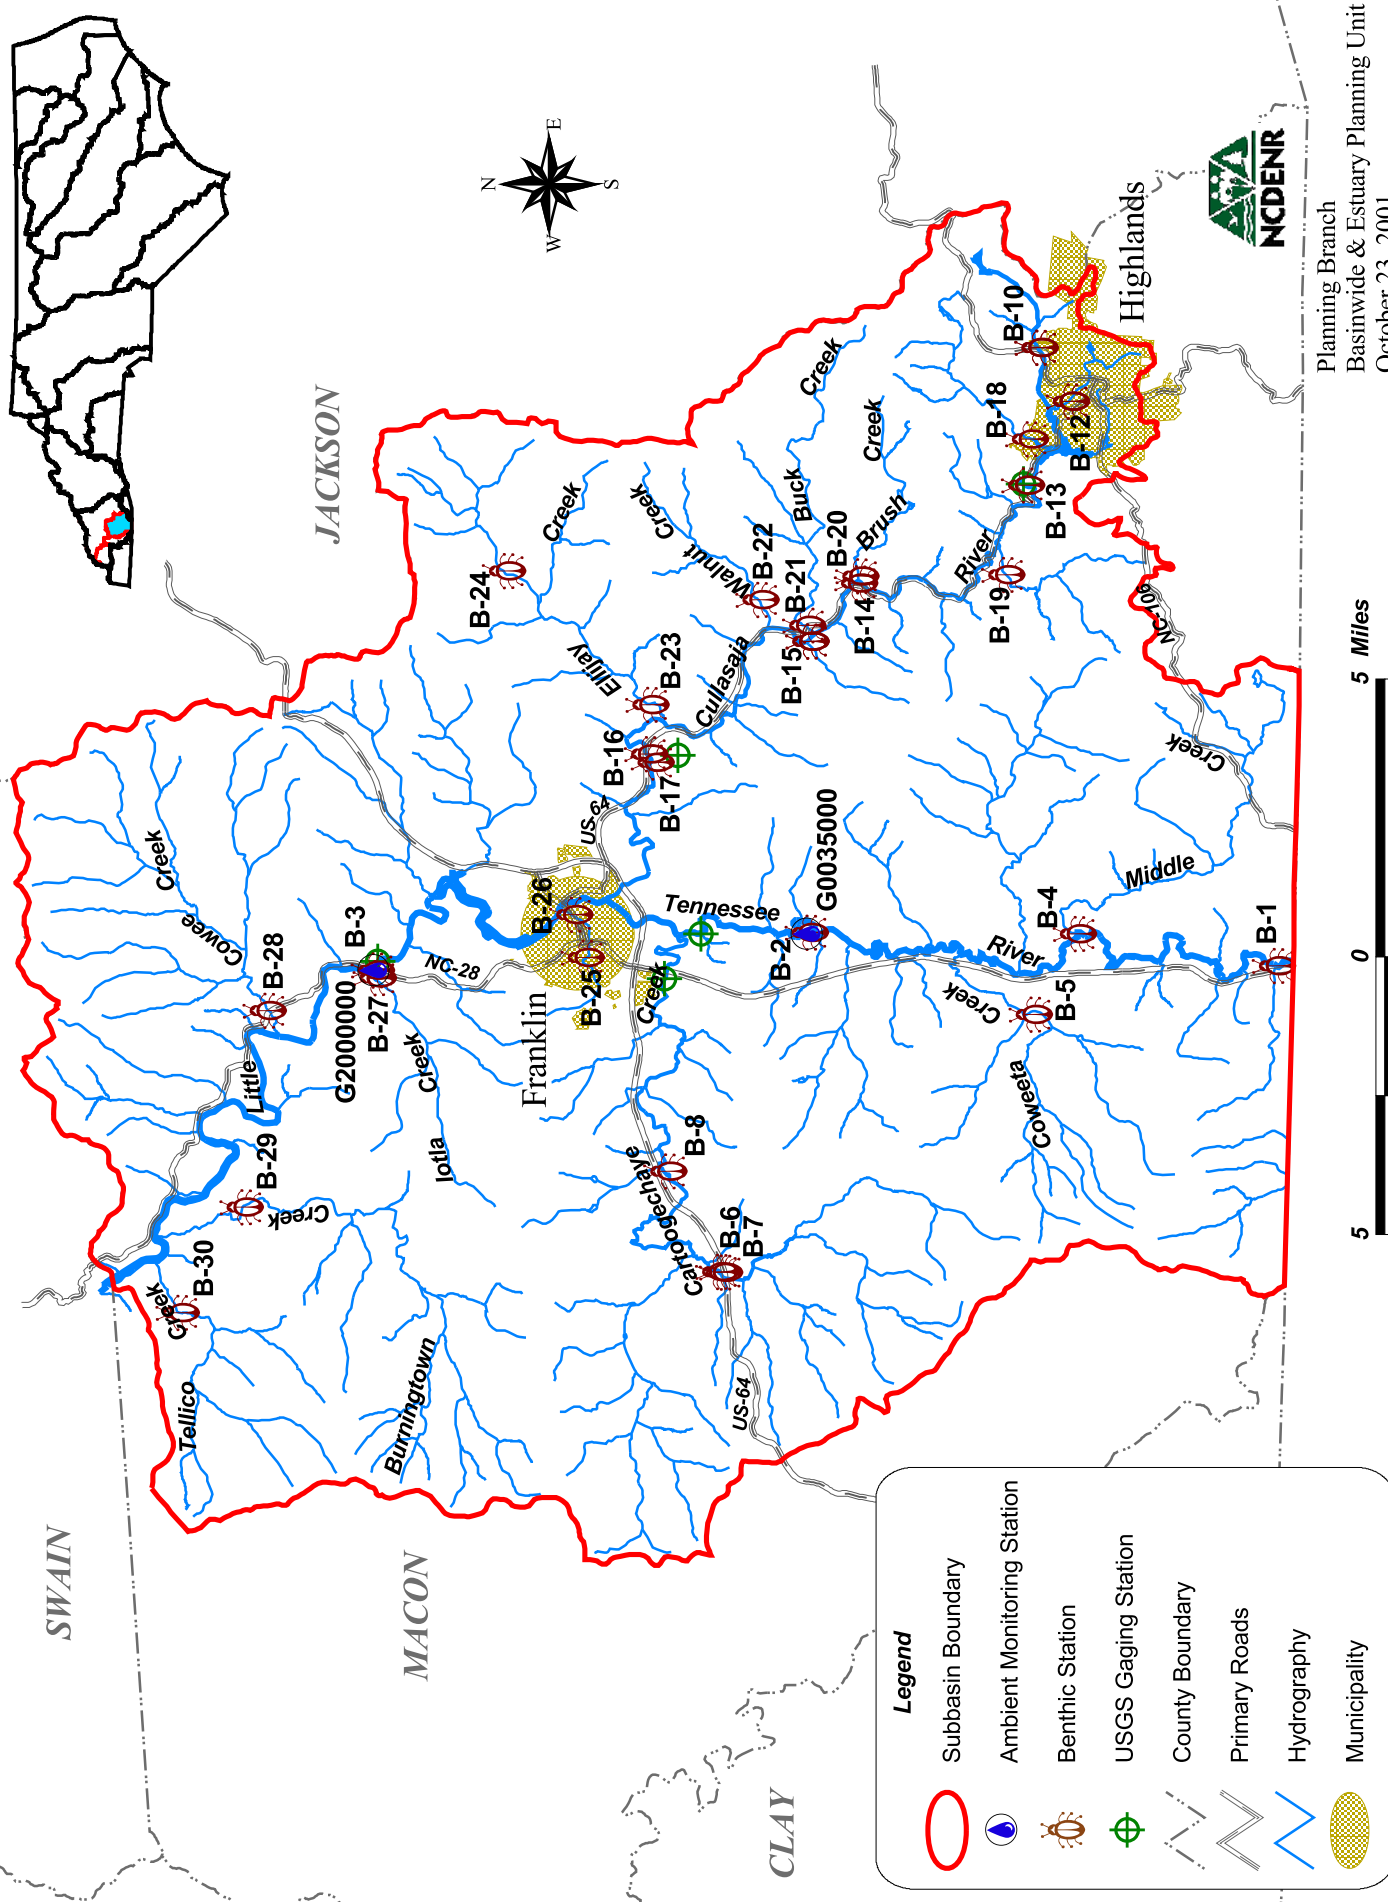 SWAIN
JACKSON
MACON
CLAY
N
W
E
S
NCDENR
Planning Branch
Basinwide & Estuary Planning Unit
October 23, 2001
Highlands
Franklin
B-10
B-18
B-12
B-13
B-19
B-20
B-14
B-22
B-21
B-15
B-24
B-23
B-16
B-17
B-26
B-25
B-28
B-3
G2000000
B-27
B-29
B-30
B-8
B-6
B-7
B-2
G0035000
B-4
B-5
B-1
Cowee
Creek
Little
Tennessee
River
Iotla
Creek
Burningtown
Creek
Tellico
Creek
Cartoogechaye
Creek
Coweeta
Creek
Middle
Creek
Cullasaja
River
Ellijay
Creek
Walnut
Creek
Buck
Creek
Brush
Creek
US-64
US-64
NC-28
NC-106
5
0
5
Miles
Legend
Subbasin Boundary
Ambient Monitoring Station
Benthic Station
USGS Gaging Station
County Boundary
Primary Roads
Hydrography
Municipality